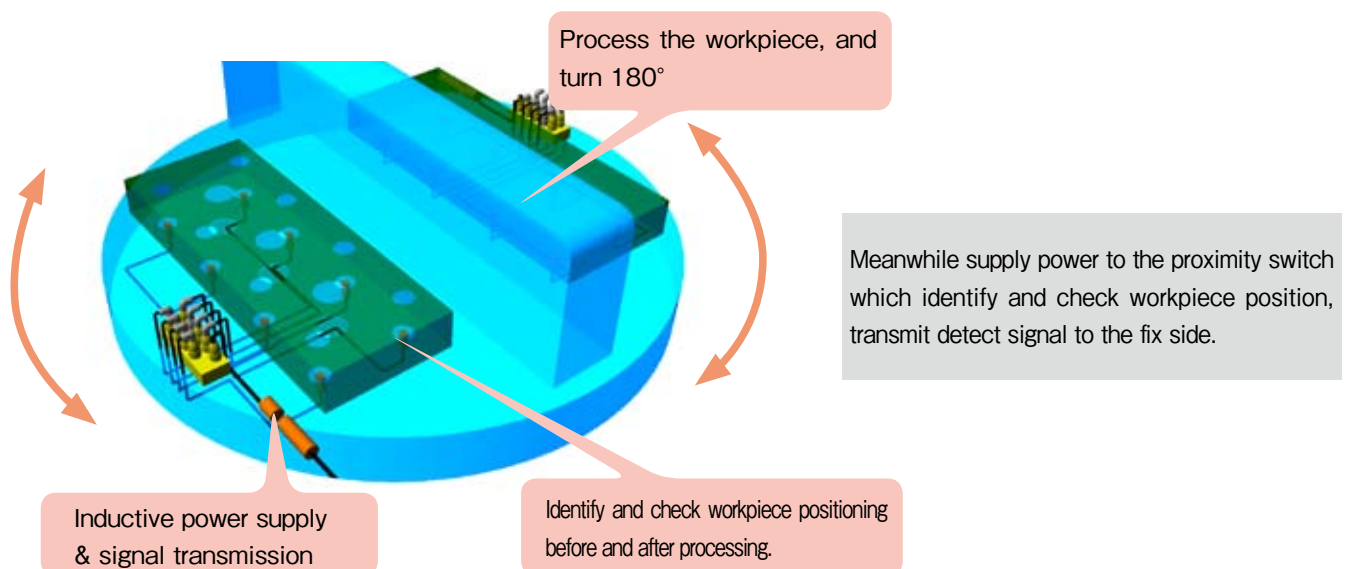 Process the workpiece, and
turn 180°
Meanwhile supply power to the proximity switch
which identify and check workpiece position,
transmit detect signal to the fix side.
Inductive power supply
& signal transmission
Identify and check workpiece positioning
before and after processing.